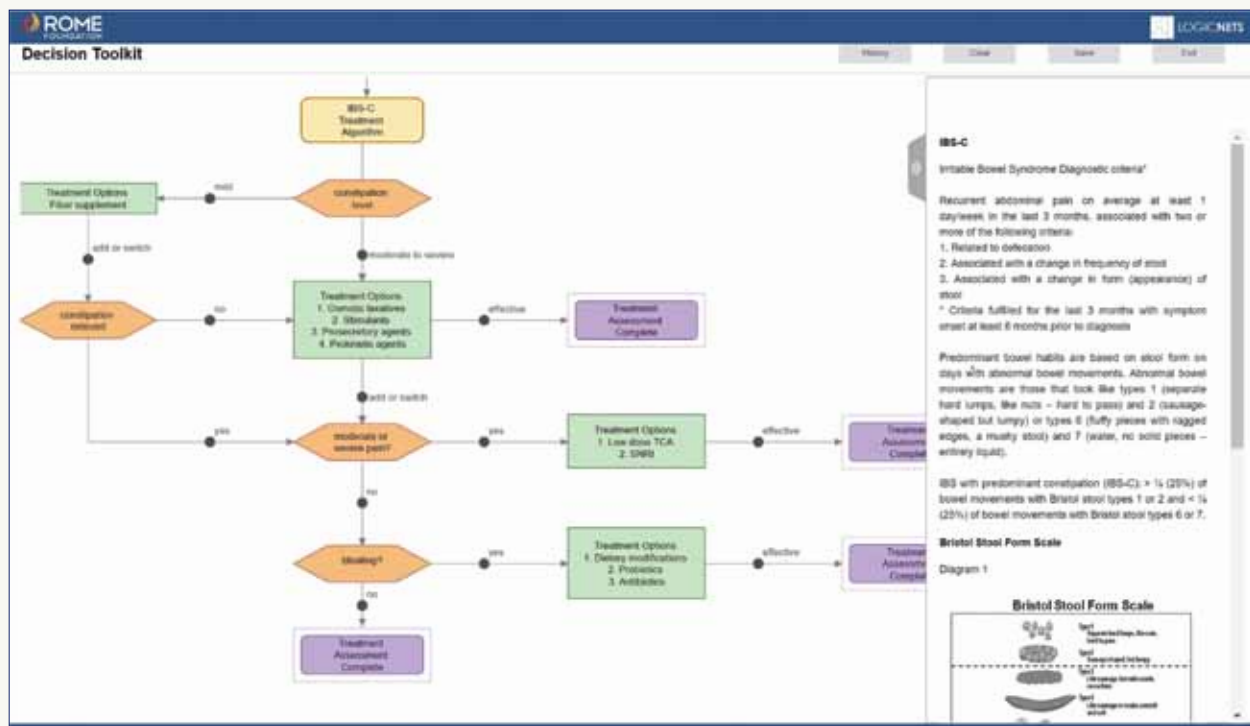 ROME
FOUNDATION
LOGICNETS
Decision Toolkit
History
Clear
Save
Exit
IBS-C
Treatment
Algorithm
constipation
level
mild
Treatment Options
Fiber supplement
add or switch
moderate to severe
constipation
relieved
no
Treatment Options
1. Osmotic laxatives
2. Stimulants
3. Prosecretory agents
4. Prokinetic agents
effective
Treatment
Assessment
Complete
add or switch
yes
moderate or
severe pain?
yes
Treatment Options
1. Low dose TCA
2. SNRI
effective
no
bloating?
yes
Treatment Options
1. Dietary modifications
2. Probiotics
3. Antibiotics
effective
no
Treatment
Assessment
Complete
IBS-C
Irritable Bowel Syndrome Diagnostic criteria*
Recurrent abdominal pain on average at least 1
day/week in the last 3 months, associated with two or
more of the following criteria:
1. Related to defecation
2. Associated with a change in frequency of stool
3. Associated with a change in form (appearance) of
stool
* Criteria fulfilled for the last 3 months with symptom
onset at least 6 months prior to diagnosis
Predominant bowel habits are based on stool form on
days with abnormal bowel movements. Abnormal bowel
movements are those that look like types 1 (separate
hard lumps, like nuts – hard to pass) and 2 (sausage-
shaped but lumpy) or types 6 (fluffy pieces with ragged
edges, a mushy stool) and 7 (water, no solid pieces –
entirely liquid).
IBS with predominant constipation (IBS-C): > ¼ (25%) of
bowel movements with Bristol stool types 1 or 2 and < ¼
(25%) of bowel movements with Bristol stool types 6 or 7.
Bristol Stool Form Scale
Diagram 1
Bristol Stool Form Scale